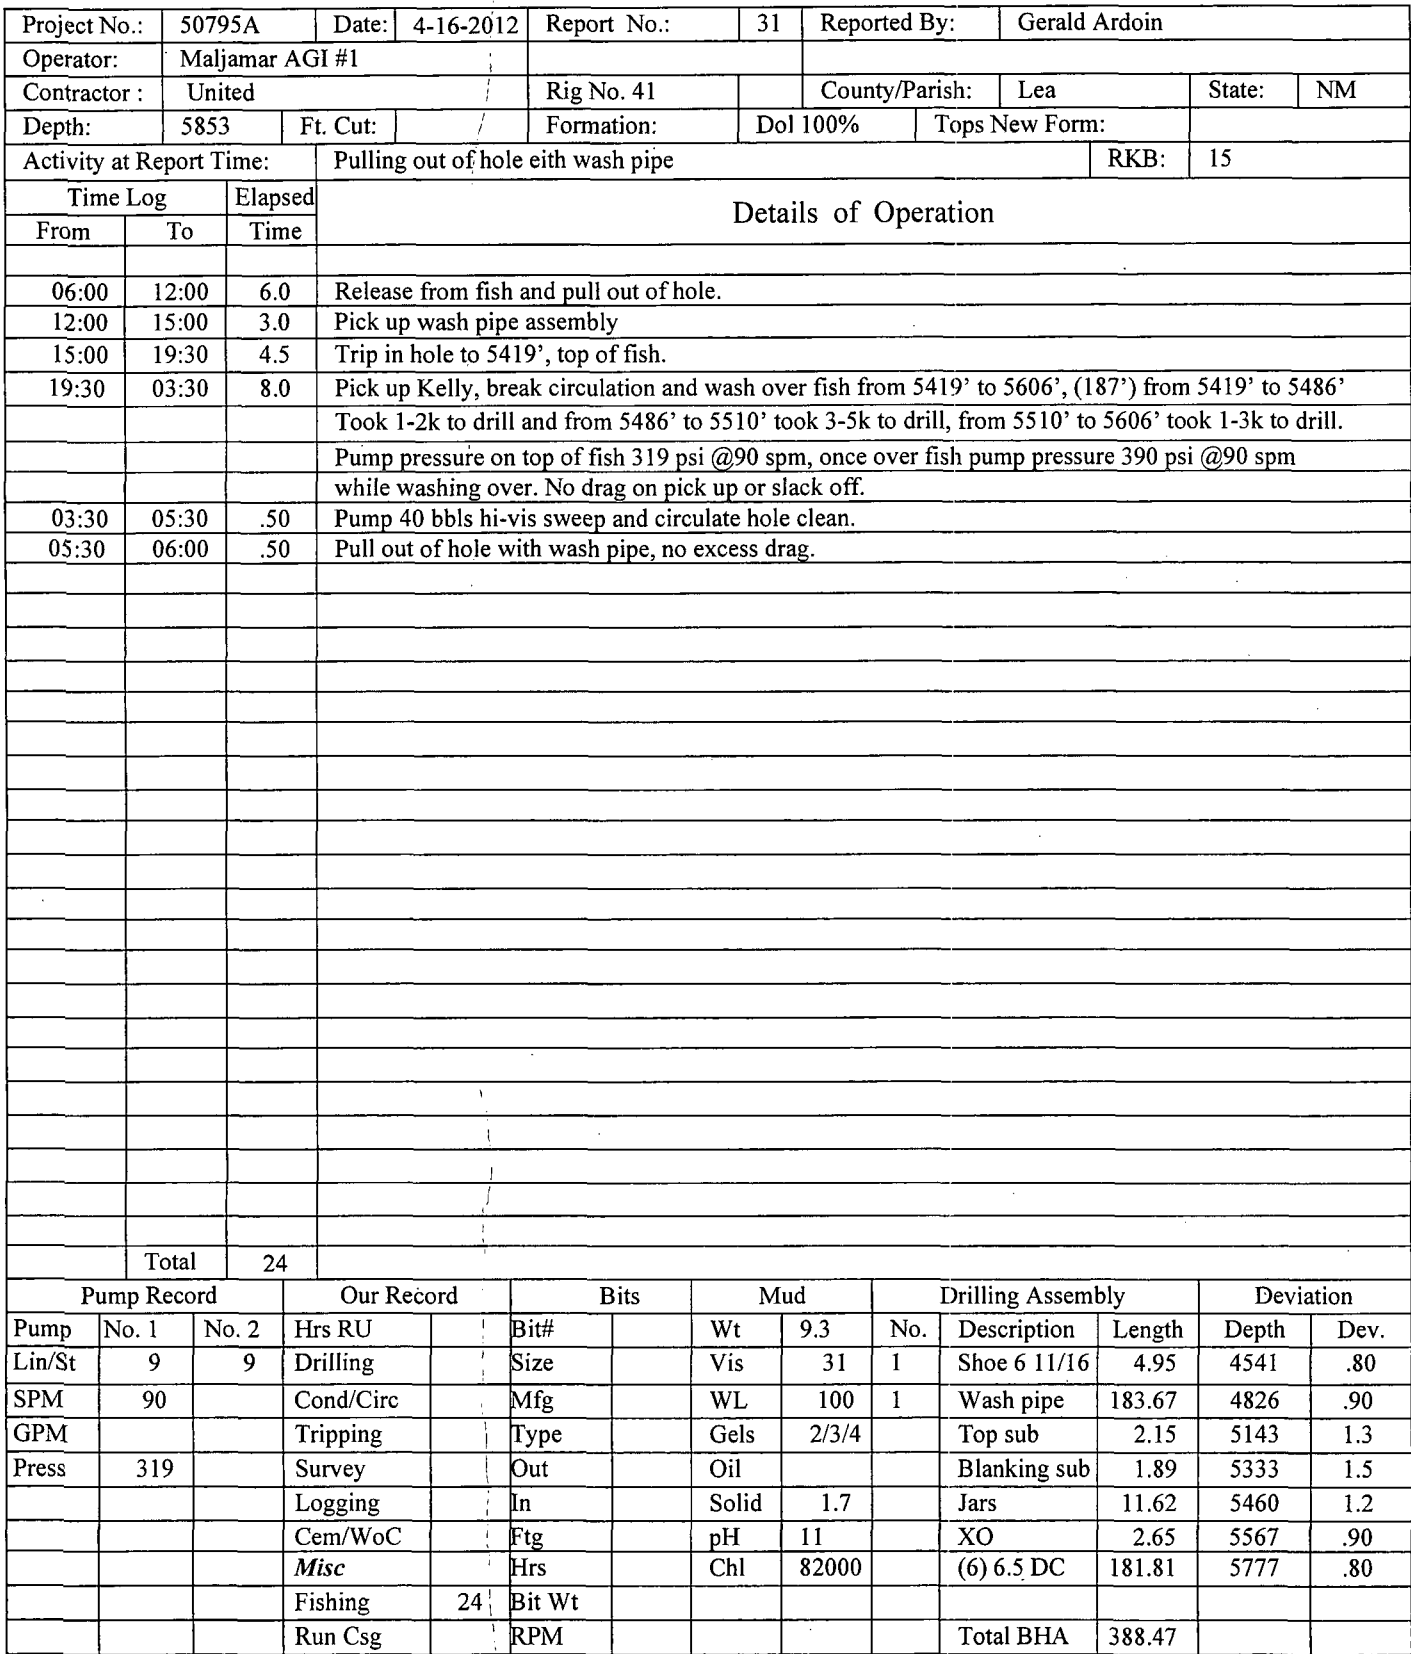 Project No.: 50795A Date: 4-16-2012 Report No.: 31 Reported By: Gerald Ardoin
Operator: Maljamar AGI #1
Contractor : United Rig No. 41 County/Parish: Lea State: NM
Depth: 5853 Ft. Cut: Formation: Dol 100% Tops New Form:
Activity at Report Time: Pulling out of hole eith wash pipe RKB: 15
Time Log Elapsed Details of Operation
From To Time
06:00 12:00 6.0 Release from fish and pull out of hole.
12:00 15:00 3.0 Pick up wash pipe assembly
15:00 19:30 4.5 Trip in hole to 5419’, top of fish.
19:30 03:30 8.0 Pick up Kelly, break circulation and wash over fish from 5419’ to 5606’, (187’) from 5419’ to 5486’
Took 1-2k to drill and from 5486’ to 5510’ took 3-5k to drill, from 5510’ to 5606’ took 1-3k to drill.
Pump pressure on top of fish 319 psi @90 spm, once over fish pump pressure 390 psi @90 spm
while washing over. No drag on pick up or slack off.
03:30 05:30 .50 Pump 40 bbls hi-vis sweep and circulate hole clean.
05:30 06:00 .50 Pull out of hole with wash pipe, no excess drag.
Total 24
Pump Record Our Record Bits Mud Drilling Assembly Deviation
Pump No. 1 No. 2 Hrs RU Bit# Wt 9.3 No. Description Length Depth Dev.
Lin/St 9 9 Drilling Size Vis 31 1 Shoe 6 11/16 4.95 4541 .80
SPM 90 Cond/Circ Mfg WL 100 1 Wash pipe 183.67 4826 .90
GPM Tripping Type Gels 2/3/4 Top sub 2.15 5143 1.3
Press 319 Survey Out Oil Blanking sub 1.89 5333 1.5
Logging In Solid 1.7 Jars 11.62 5460 1.2
Cem/WoC Ftg pH 11 XO 2.65 5567 .90
Misc Hrs Chl 82000 (6) 6.5 DC 181.81 5777 .80
Fishing 24 Bit Wt
Run Csg RPM Total BHA 388.47